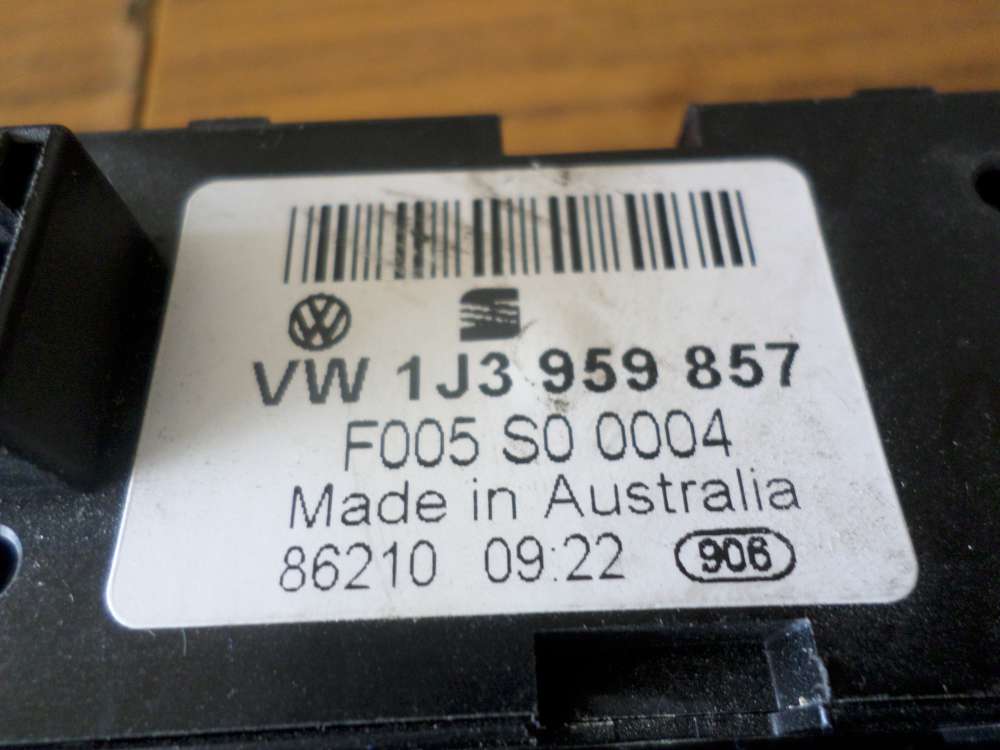 VW 1J3 959 857
F005 S0 0004
Made in Australia
86210 09:22 906